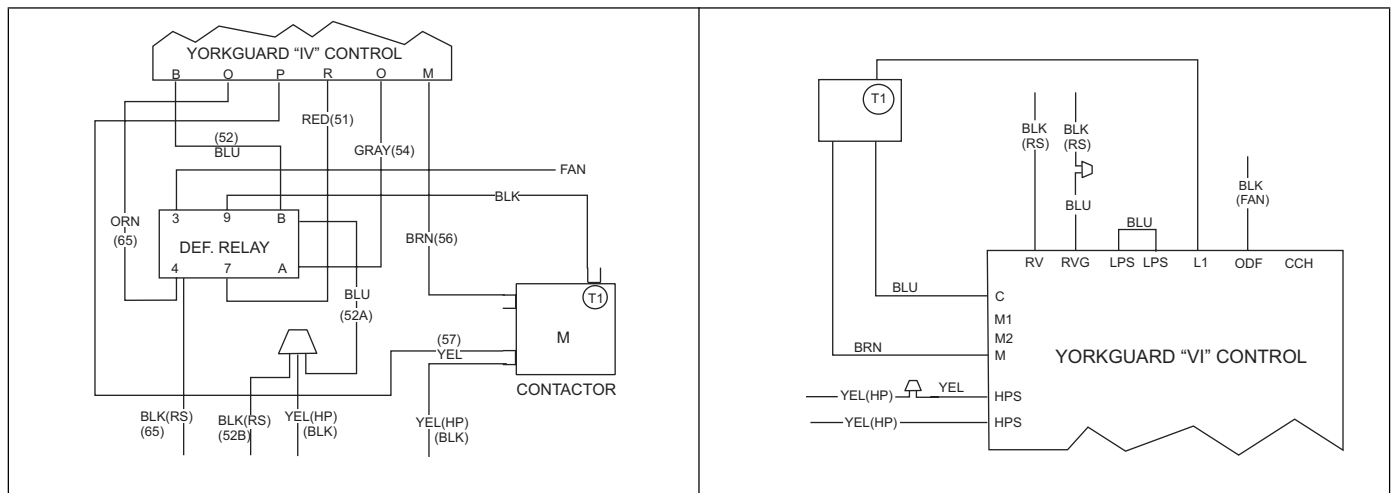 YORKGUARD “IV” CONTROL
B O P R O M
RED(51)
(52)
BLU
GRAY(54)
FAN
BLK
ORN
(65)
3 9 B
DEF. RELAY
4 7 A
BRN(56)
BLU
(52A)
T1
M
(57)
YEL
CONTACTOR
BLK(RS)
(65)
BLK(RS)
(52B)
YEL(HP)
(BLK)
YEL(HP)
(BLK)
T1
BLK
(RS)
BLK
(RS)
BLU
BLU
BLK
(FAN)
RV RVG LPS LPS L1 ODF CCH
BLU
C
M1
M2
BRN
M
YORKGUARD “VI” CONTROL
YEL(HP) YEL HPS
YEL(HP) HPS